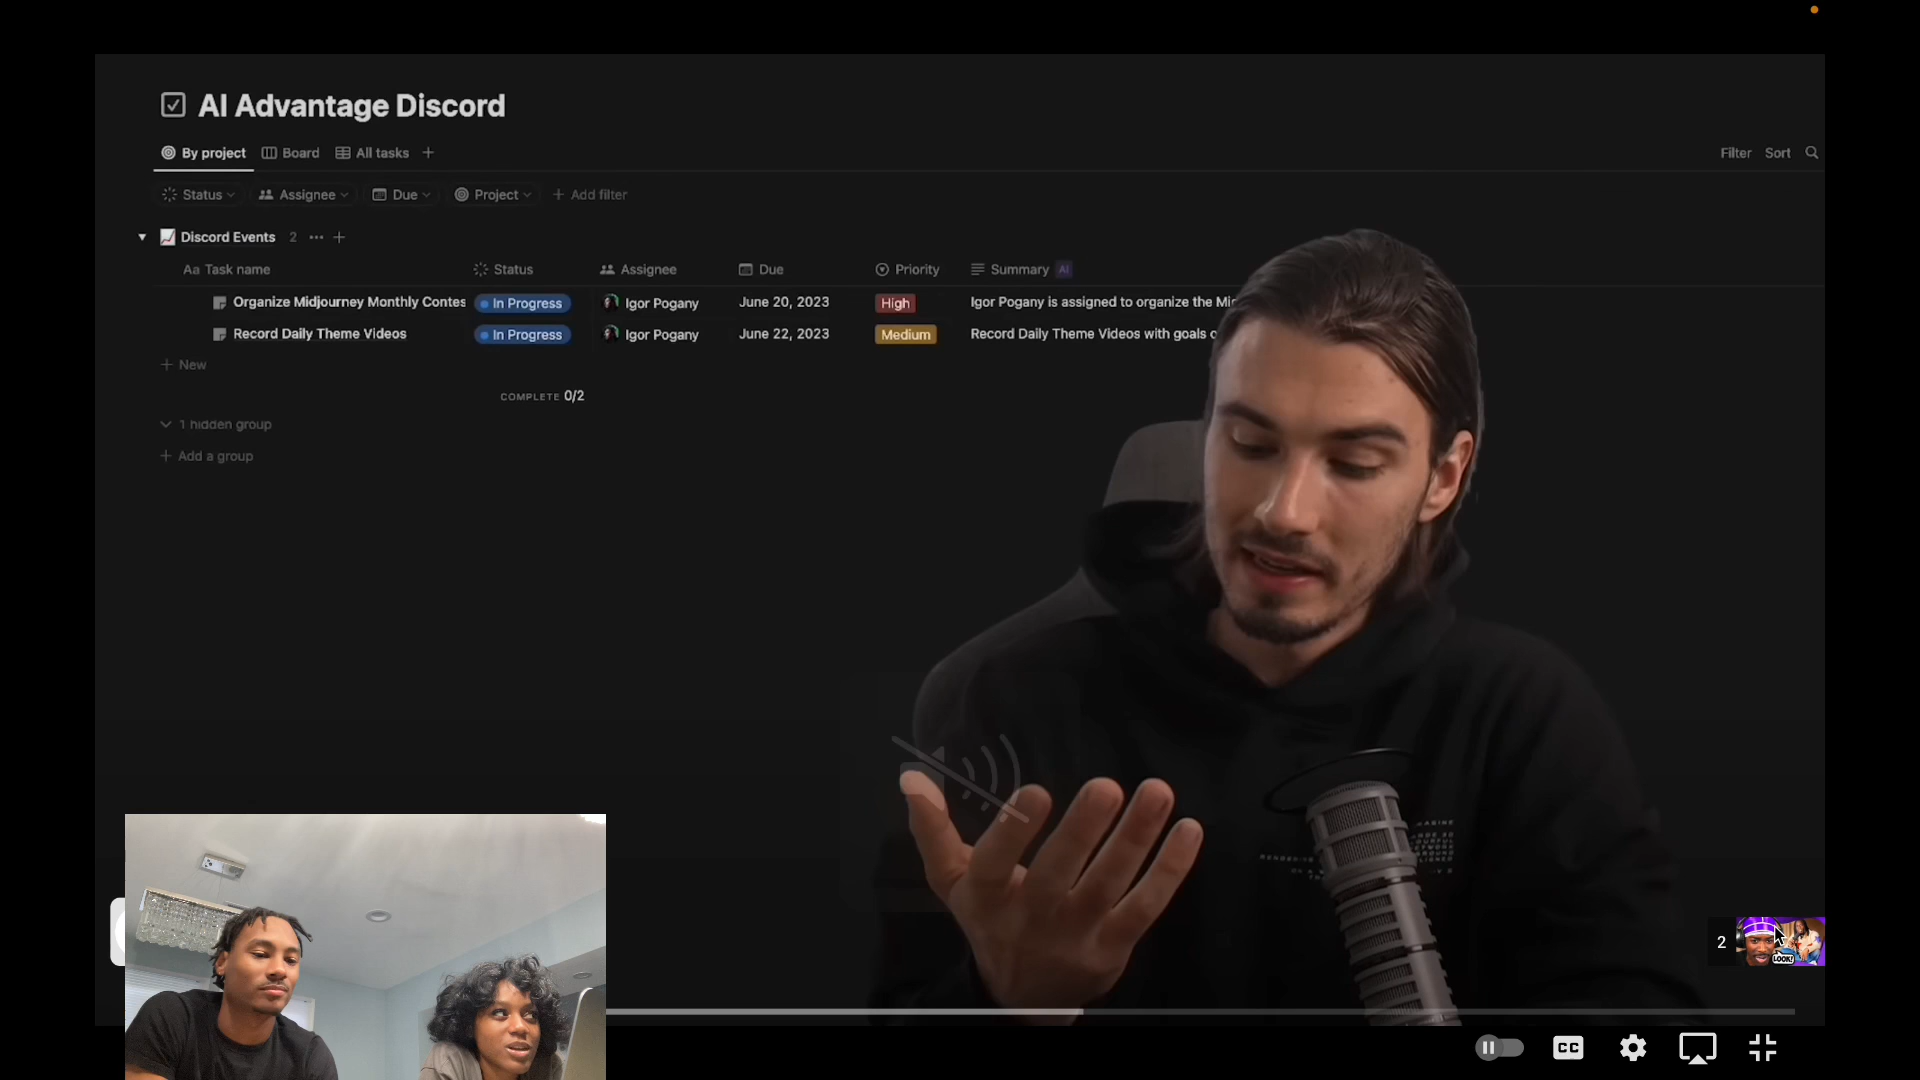 AI Advantage Discord
By project Board All tasks +
Filter Sort
Status Assignee Due Project + Add filter
Discord Events 2 ... +
Aa Task name Status Assignee Due Priority Summary AI
Organize Midjourney Monthly Contes In Progress Igor Pogany June 20, 2023 High Igor Pogany is assigned to organize the Mi
Record Daily Theme Videos In Progress Igor Pogany June 22, 2023 Medium Record Daily Theme Videos with goals o
+ New
COMPLETE 0/2
1 hidden group
+ Add a group
2
LOOK!
CC